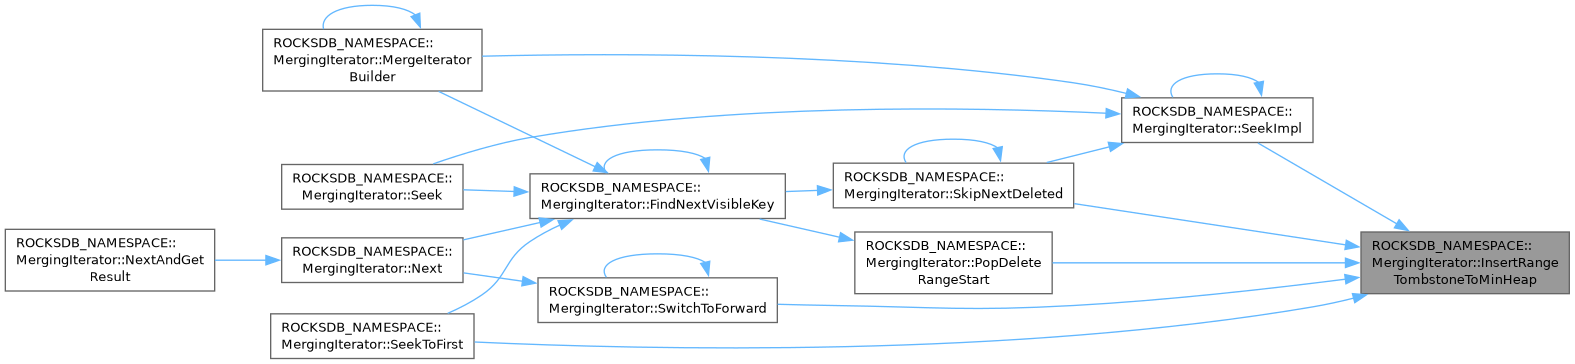 ROCKSDB_NAMESPACE::
MergingIterator::MergeIterator
Builder
ROCKSDB_NAMESPACE::
MergingIterator::SeekImpl
ROCKSDB_NAMESPACE::
MergingIterator::Seek
ROCKSDB_NAMESPACE::
MergingIterator::FindNextVisibleKey
ROCKSDB_NAMESPACE::
MergingIterator::SkipNextDeleted
ROCKSDB_NAMESPACE::
MergingIterator::NextAndGet
Result
ROCKSDB_NAMESPACE::
MergingIterator::Next
ROCKSDB_NAMESPACE::
MergingIterator::PopDelete
RangeStart
ROCKSDB_NAMESPACE::
MergingIterator::InsertRange
TombstoneToMinHeap
ROCKSDB_NAMESPACE::
MergingIterator::SwitchToForward
ROCKSDB_NAMESPACE::
MergingIterator::SeekToFirst